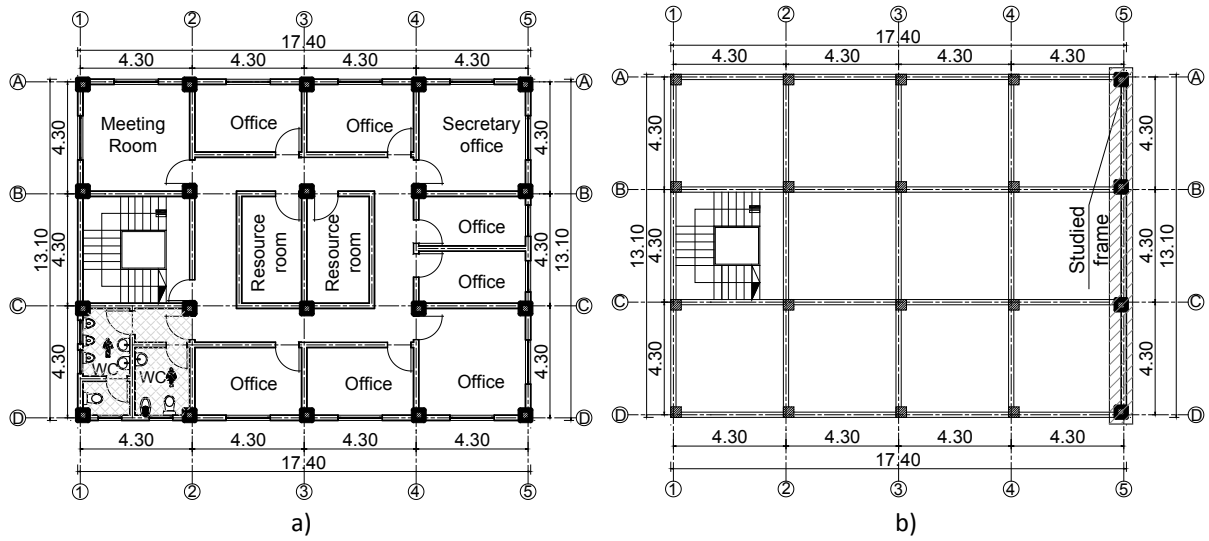 1 2 3 4 5
17.40
4.30 4.30 4.30 4.30
A A
Meeting
Room
Office
Office
Secretary
office
4.30 4.30
B B
13.10
4.30
Resource
room
Resource
room
Office
Office
4.30
13.10
C C
4.30
WC
WC
Office
Office
Office
4.30
D D
4.30 4.30 4.30 4.30
17.40
1 2 3 4 5
a)
1 2 3 4 5
17.40
4.30 4.30 4.30 4.30
A A
4.30 4.30
B B
13.10
4.30
Studied
frame
4.30
13.10
C C
4.30 4.30
D D
4.30 4.30 4.30 4.30
17.40
1 2 3 4 5
b)